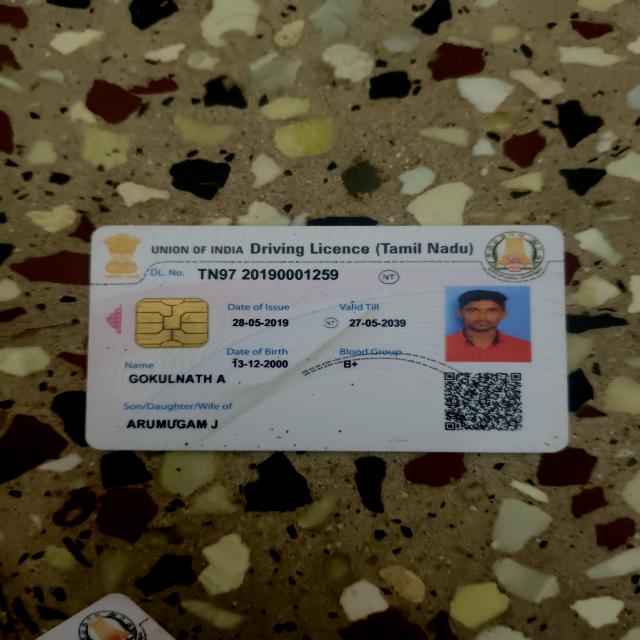 UNION OF INDIA Driving Licence (Tamil Nadu)
DL. No. TN97 20190001259 NT
Date of Issue Valid Till
28-05-2019 NT 27-05-2039
Date of Birth Blood Group
13-12-2000 B+
Name
GOKULNATH A
Son/Daughter/Wife of
ARUMUGAM J